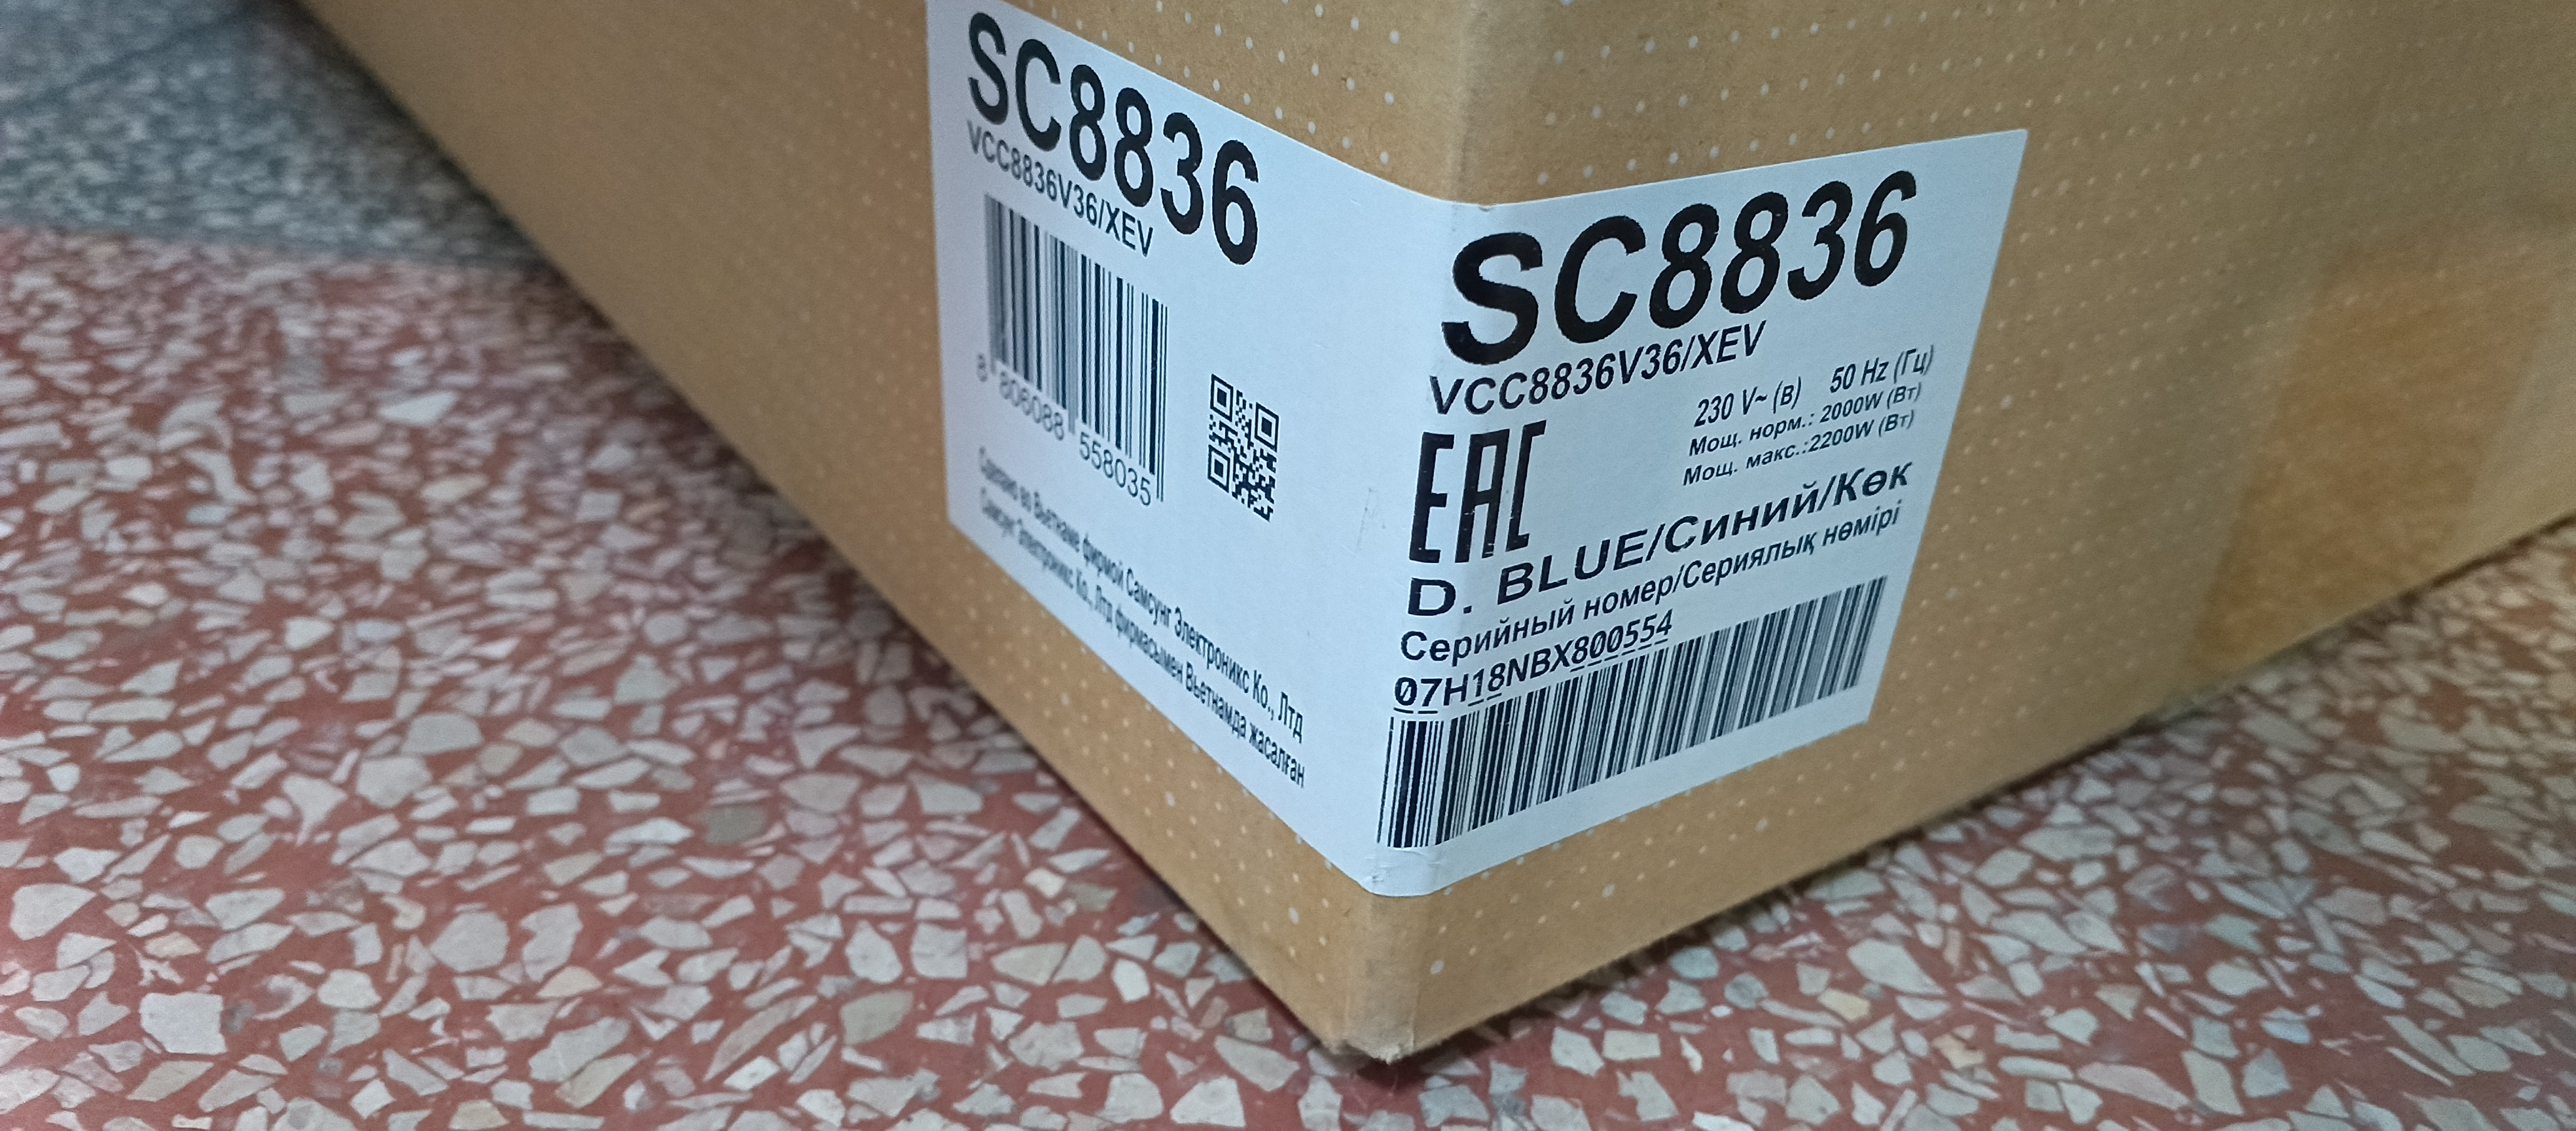 SC8836
VCC8836V36/XEV
8 806088 558035
Сделано во Вьетнаме фирмой Самсунг Электроникс Ко., Лтд
Самсунг Электроникс Ко., Лтд фирмасымен Вьетнамда жасалған
SC8836
VCC8836V36/XEV
230 V~ (в) 50 Hz (Гц)
Мощ. норм.: 2000W (Вт)
Мощ. макс.:2200W (Вт)
EAC
D. BLUE/Синий/Көк
Серийный номер/Сериялық нөмірі
07H18NBX800554